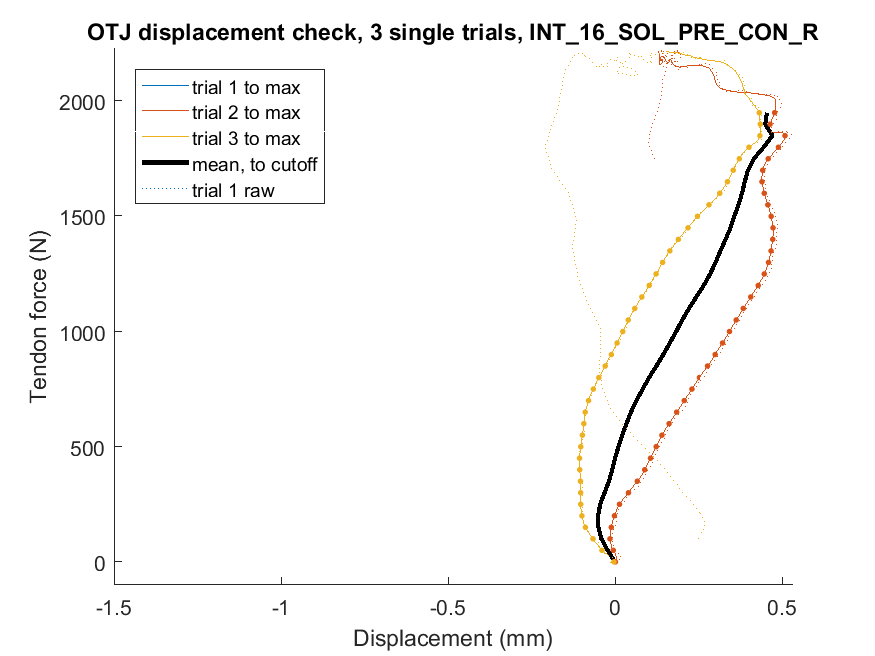 OTJ displacement check, 3 single trials, INT_16_SOL_PRE_CON_R
trial 1 to max
trial 2 to max
trial 3 to max
mean, to cutoff
trial 1 raw
2000
1500
1000
500
0
Tendon force (N)
-1.5
-1
-0.5
0
0.5
Displacement (mm)